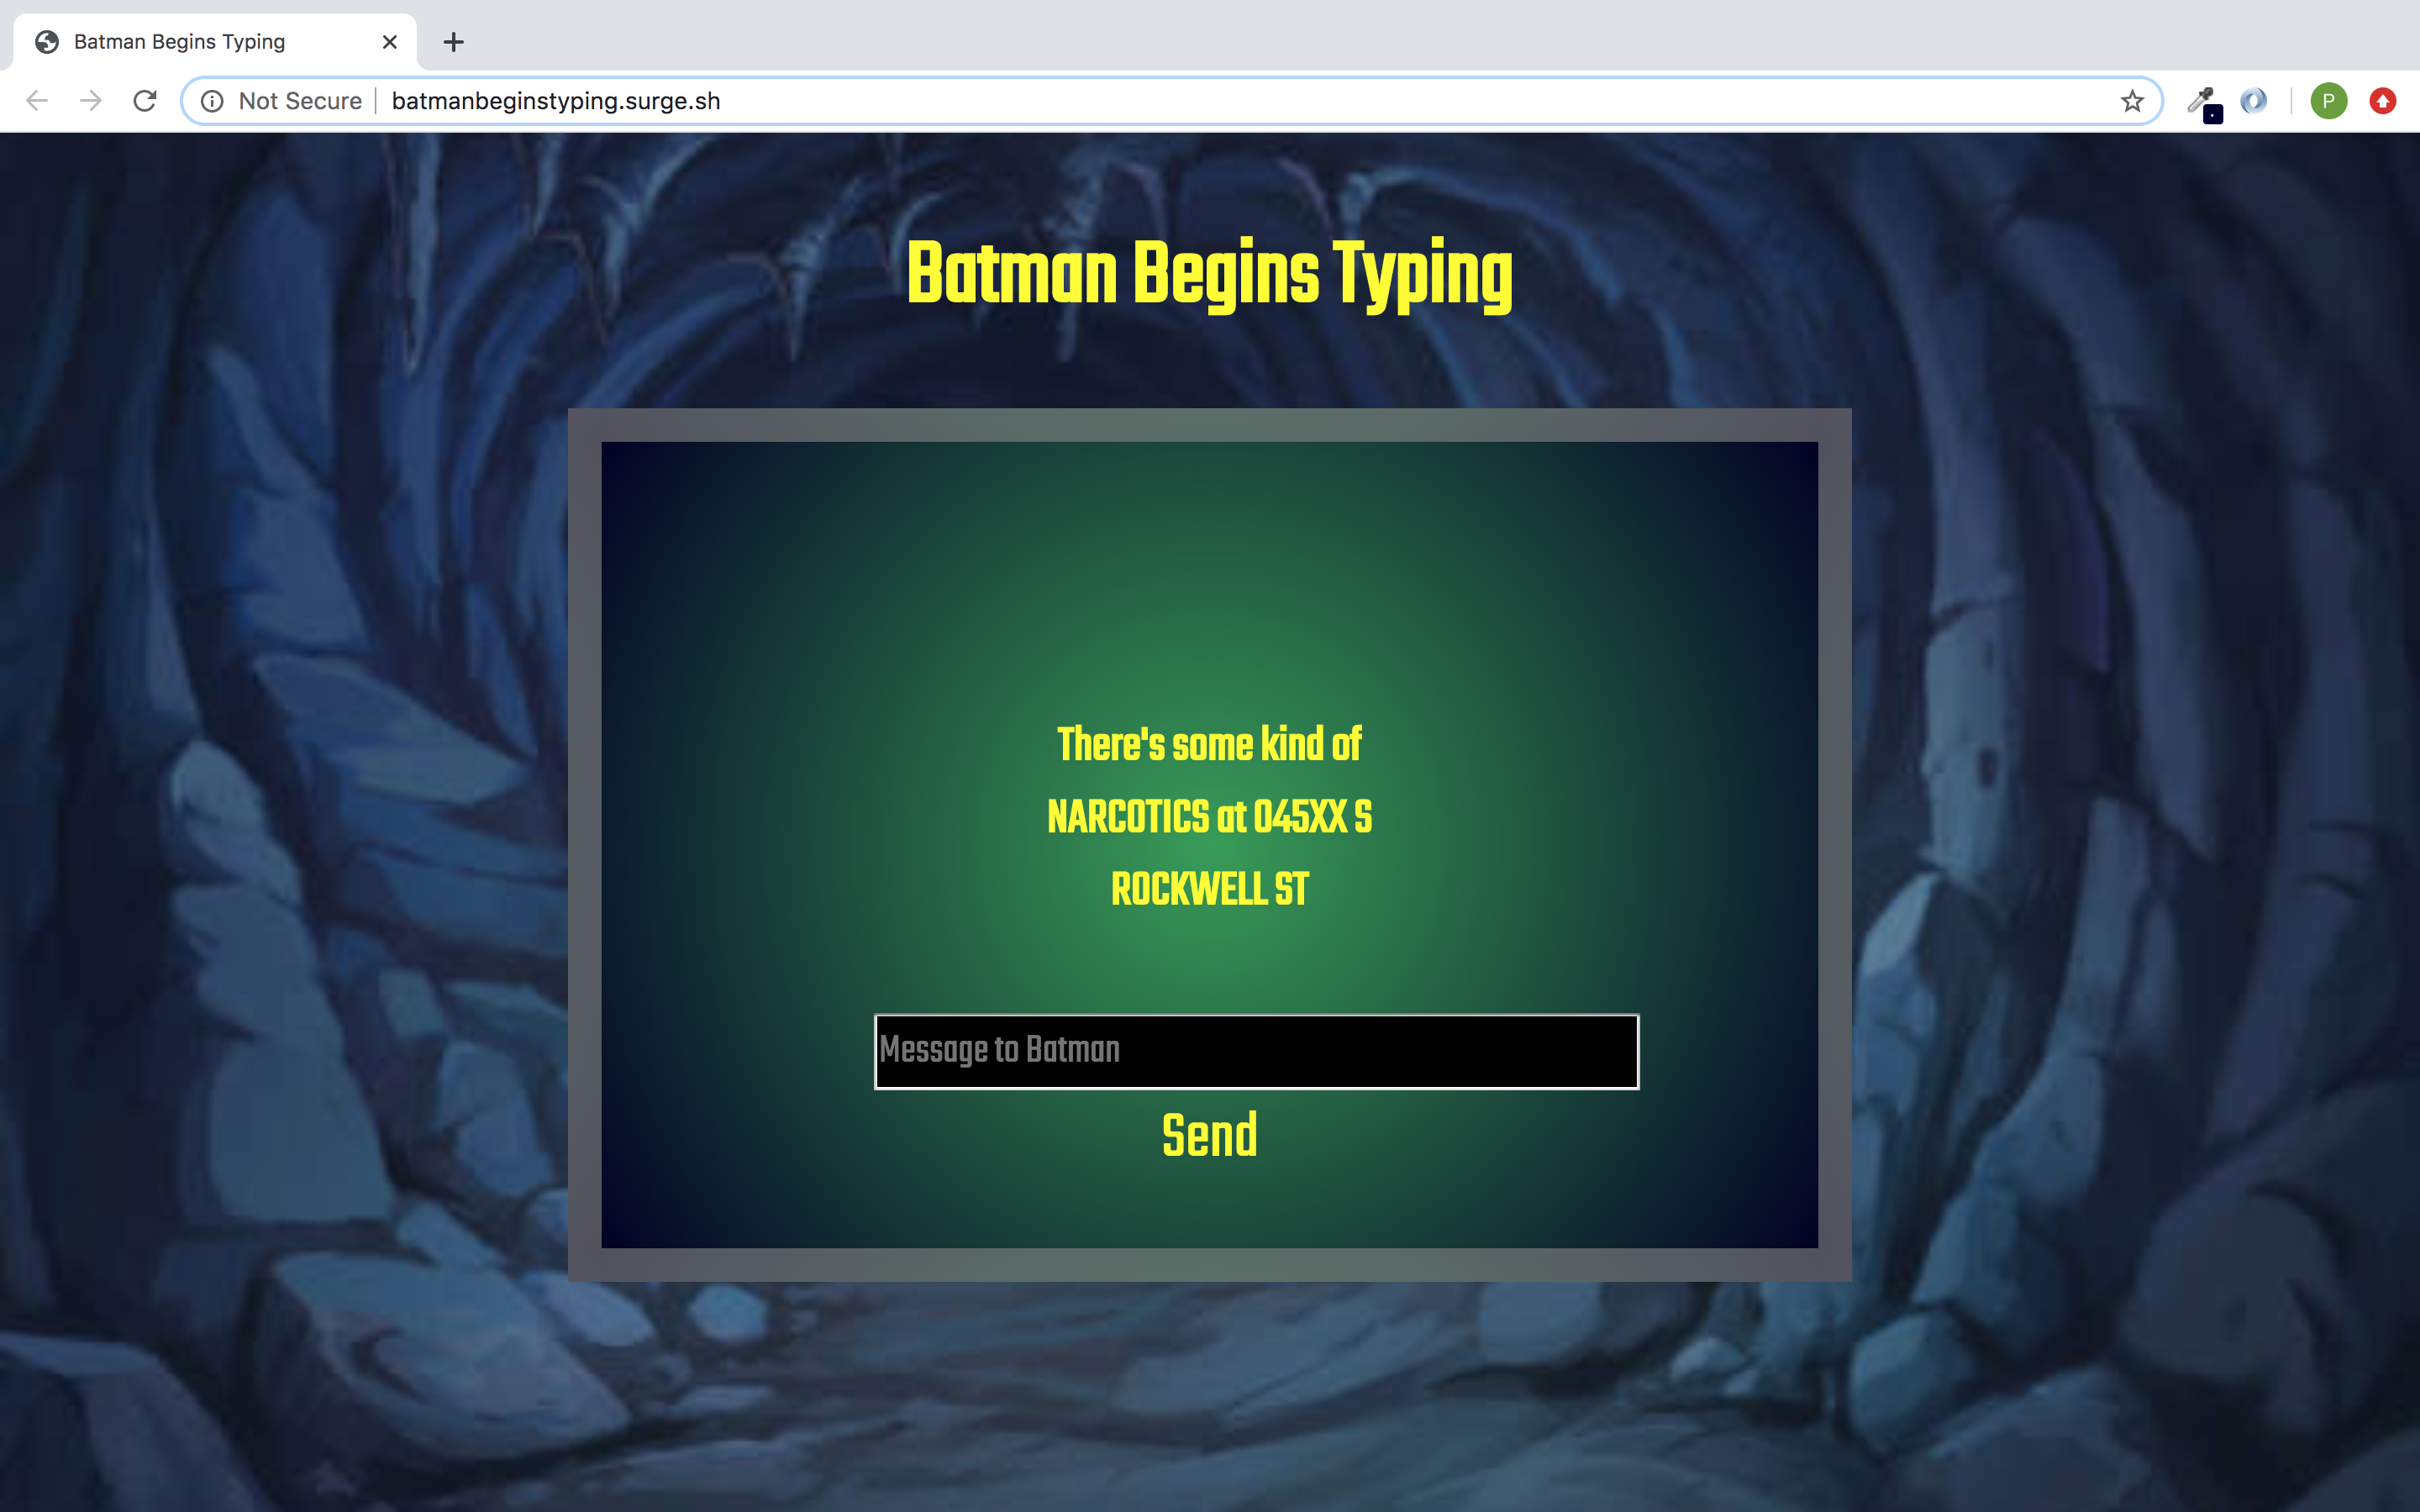 Batman Begins Typing
Not Secure batmanbeginstyping.surge.sh
P
Batman Begins Typing
There's some kind of
NARCOTICS at 045XX S
ROCKWELL ST
Message to Batman
Send